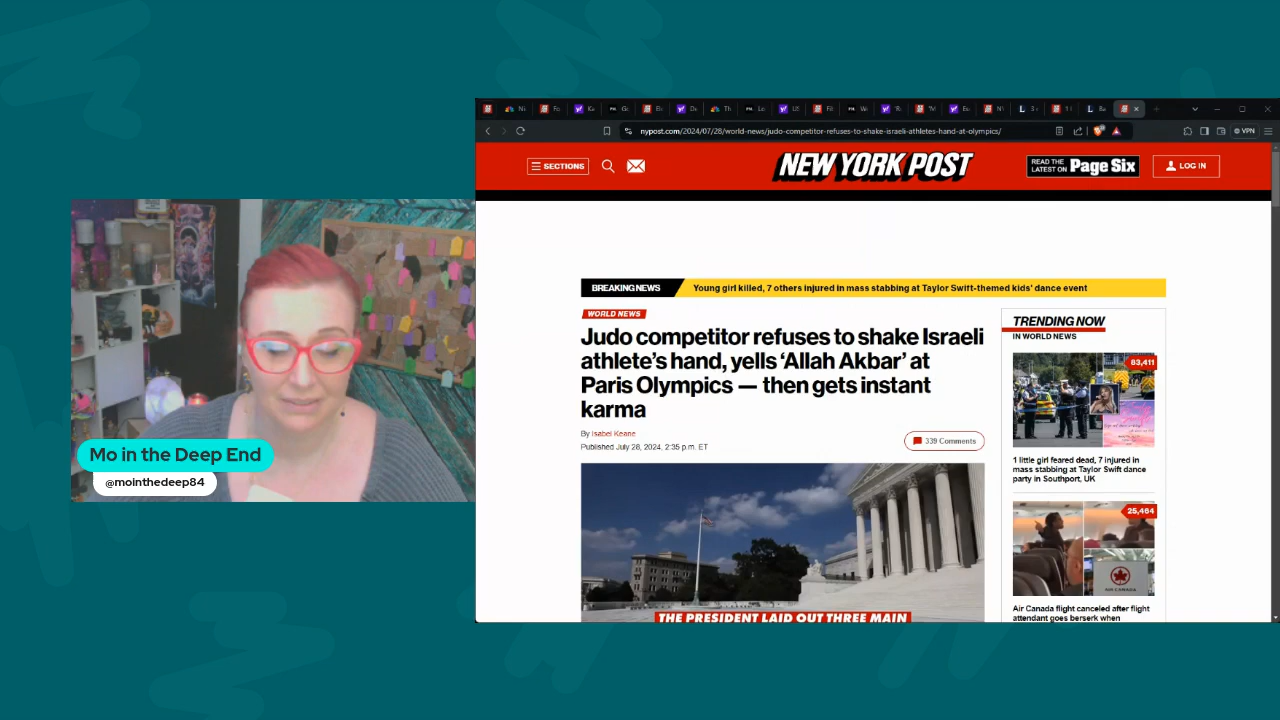 nypost.com/2024/07/28/world-news/judo-competitor-refuses-to-shake-israeli-athletes-hand-at-olympics/
VPN
SECTIONS
NEW YORK POST
READ THE
LATEST ON
Page Six
LOG IN
BREAKING NEWS
Young girl killed, 7 others injured in mass stabbing at Taylor Swift-themed kids' dance event
WORLD NEWS
Judo competitor refuses to shake Israeli
athlete's hand, yells ‘Allah Akbar’ at
Paris Olympics — then gets instant
karma
By Isabel Keane
Published July 28, 2024, 2:35 p.m. ET
339 Comments
THE PRESIDENT LAID OUT THREE MAIN
TRENDING NOW
IN WORLD NEWS
63,411
1 little girl feared dead, 7 injured in
mass stabbing at Taylor Swift dance
party in Southport, UK
25,464
AIR CANADA
Air Canada flight canceled after flight
attendant goes berserk when
Mo in the Deep End
@mointhedeep84